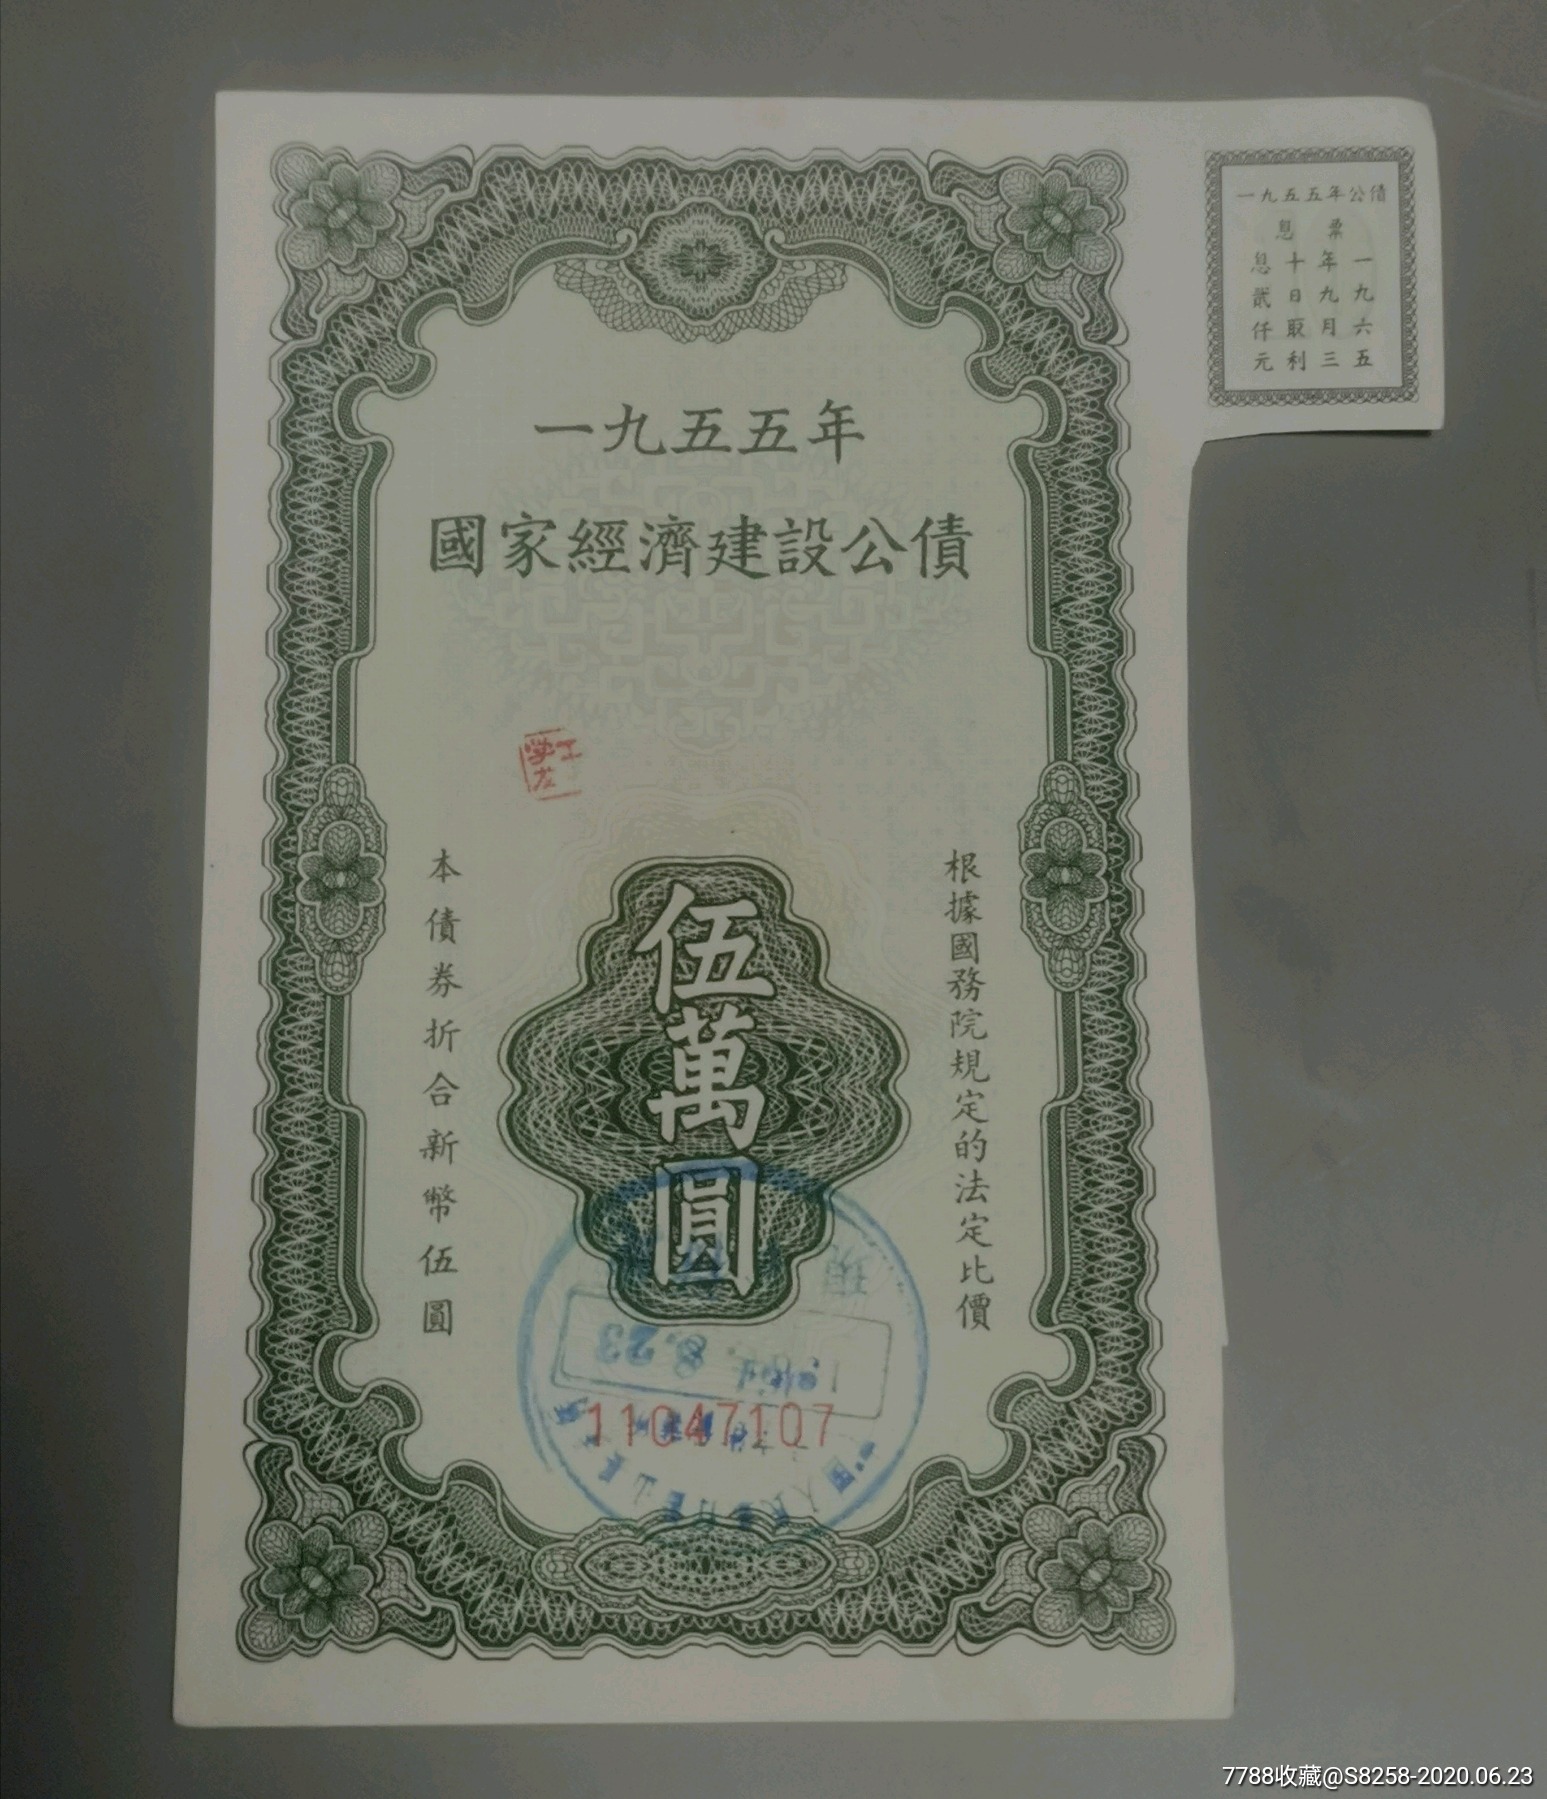 一九五五年
國家經濟建設公債
根據國務院規定的法定比價
伍萬圓
本債券折合新幣伍圓
11047107
8.23
一九五五年公債
息票
一九六五
年九月三
十日取利
息貳仟元
7788收藏@S8258-2020.06.23